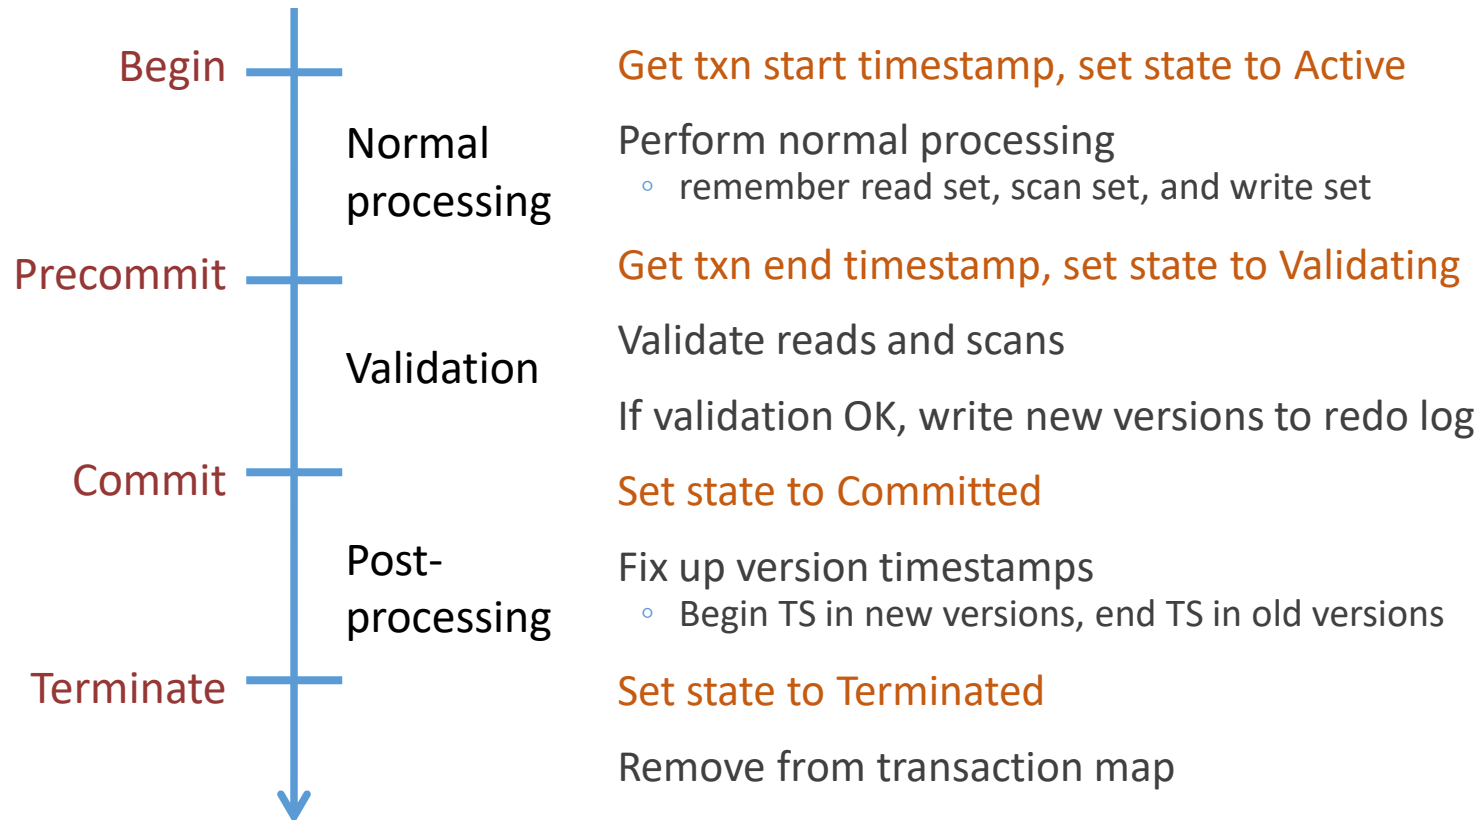 Begin
Get txn start timestamp, set state to Active
Normal
processing
Perform normal processing
◦ remember read set, scan set, and write set
Precommit
Get txn end timestamp, set state to Validating
Validation
Validate reads and scans
If validation OK, write new versions to redo log
Commit
Set state to Committed
Post-
processing
Fix up version timestamps
◦ Begin TS in new versions, end TS in old versions
Terminate
Set state to Terminated
Remove from transaction map